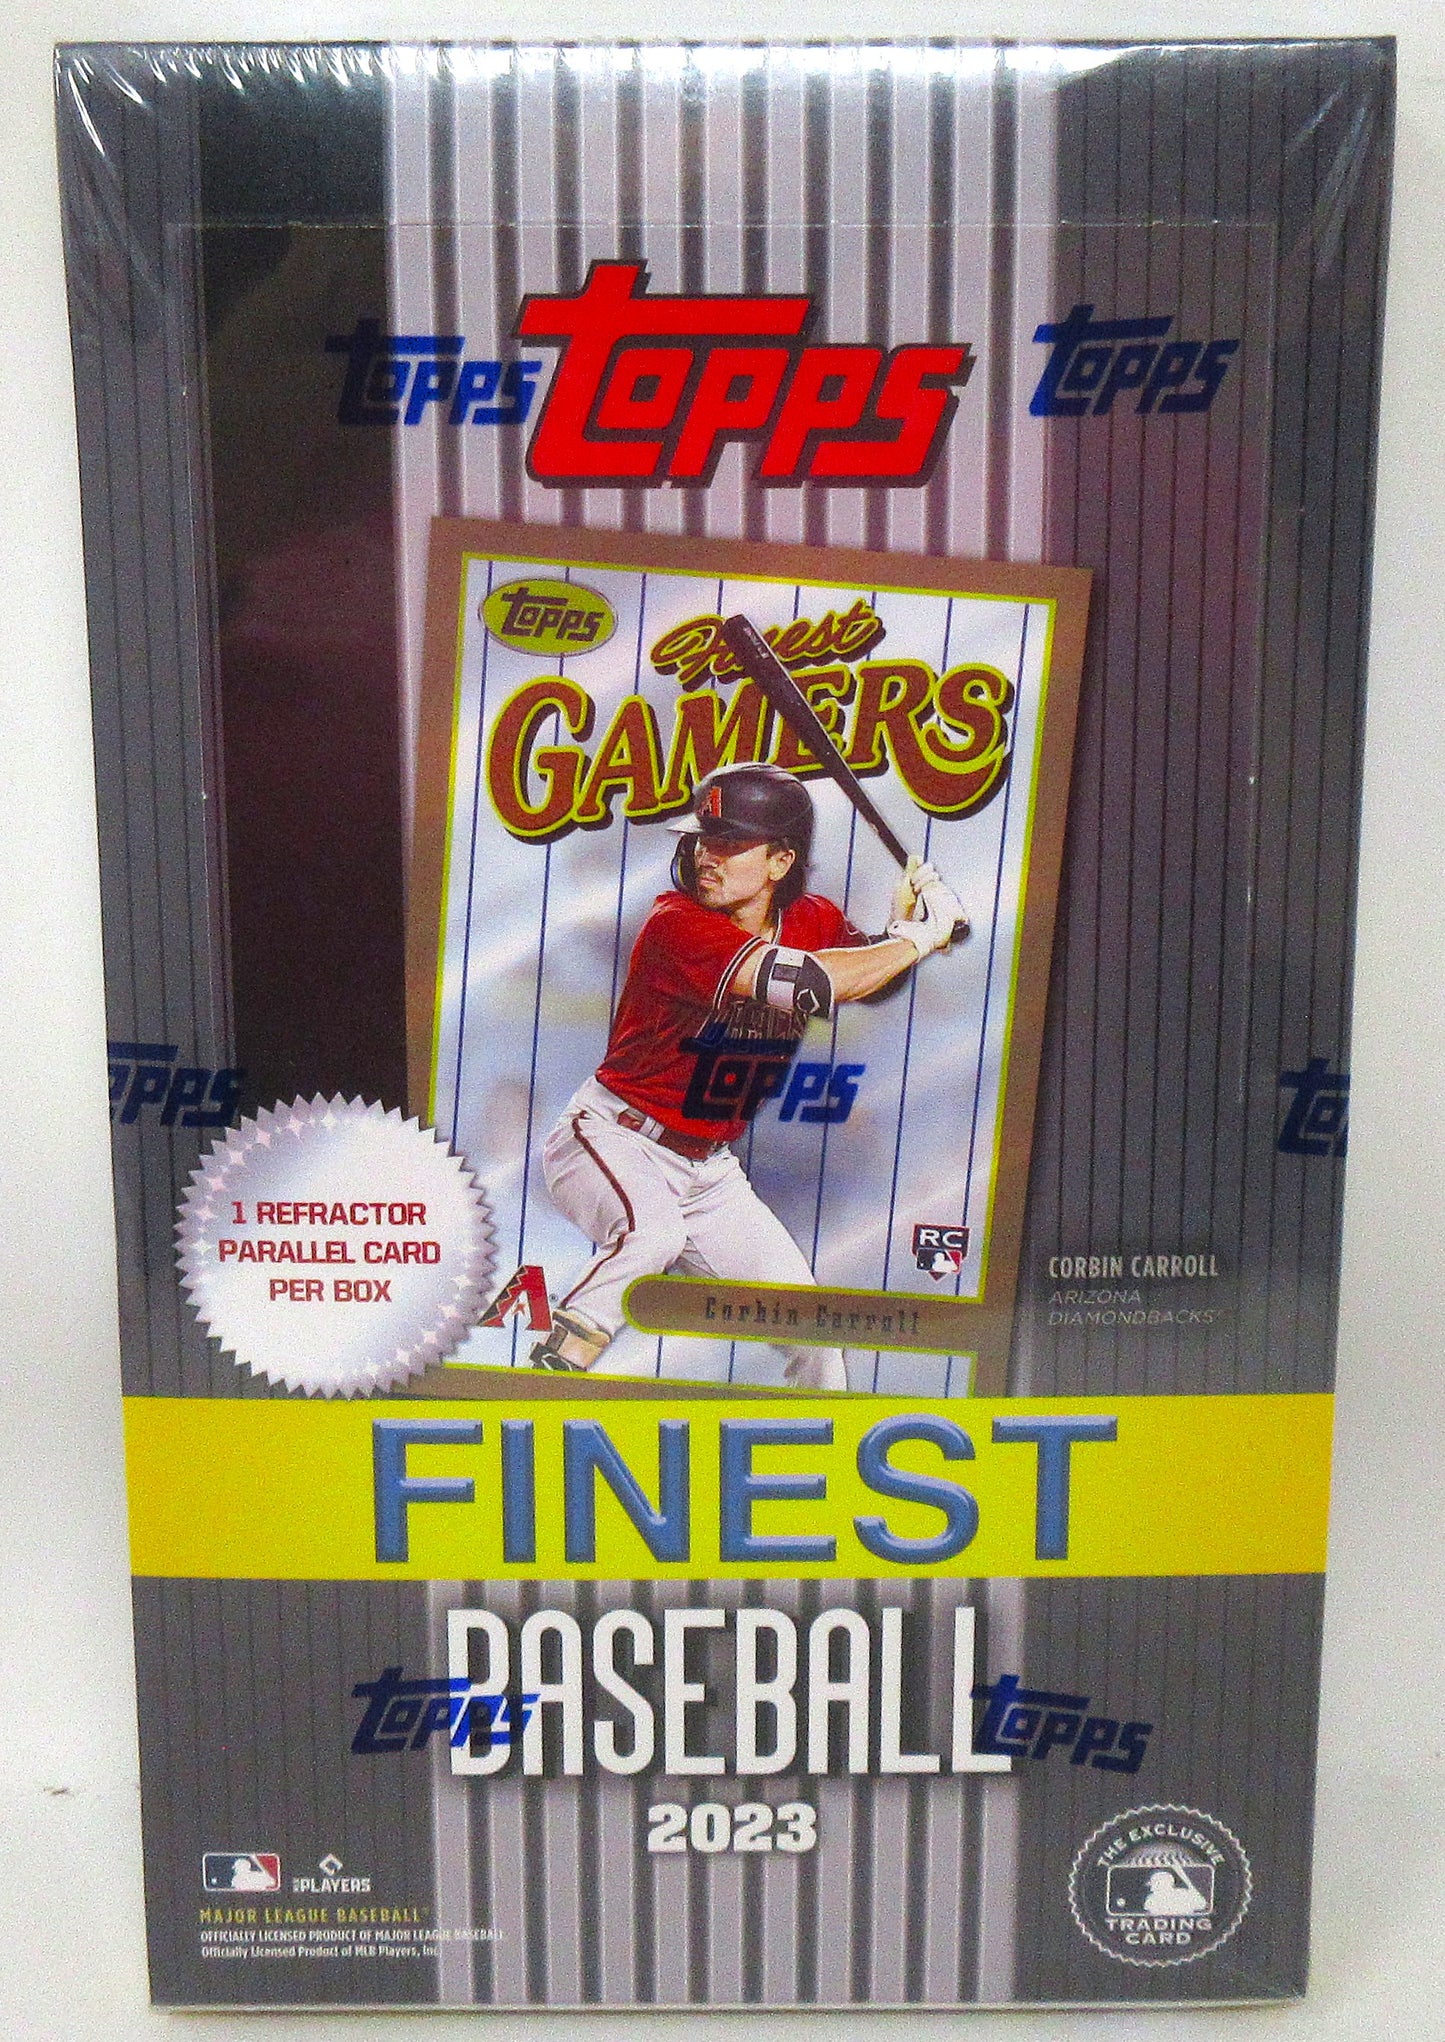 Topps
Topps
Topps
Topps
Finest
GAMERS
Topps
Topps
1 REFRACTOR
PARALLEL CARD
PER BOX
RC
Corbin Carroll
CORBIN CARROLL
ARIZONA
DIAMONDBACKS
FINEST
BASEBALL
Topps
Topps
2023
THE EXCLUSIVE
TRADING
CARD
PLAYERS
MAJOR LEAGUE BASEBALL™
OFFICIALLY LICENSED PRODUCT OF MAJOR LEAGUE BASEBALL
Officially Licensed Product of MLB Players, Inc.